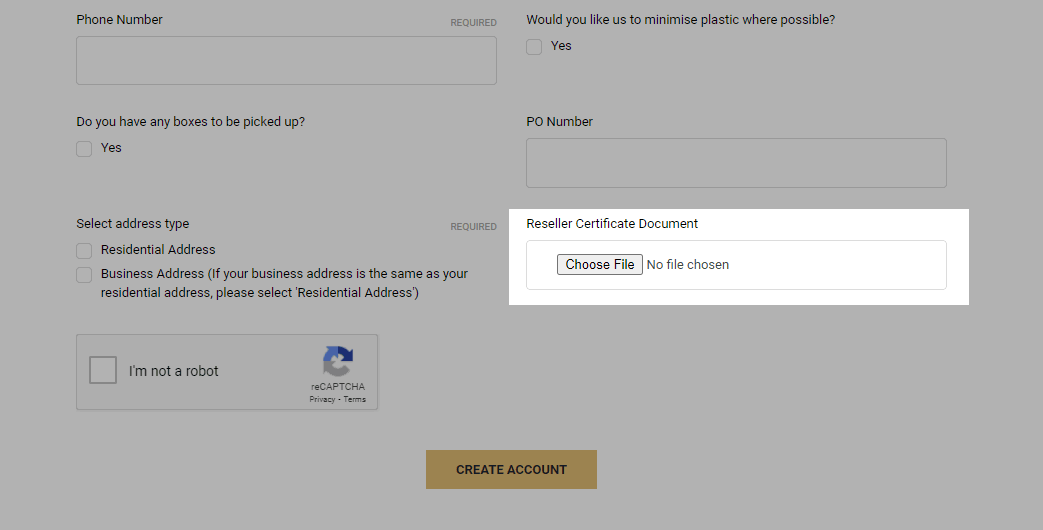 Phone Number
REQUIRED
Would you like us to minimise plastic where possible?
Yes
Do you have any boxes to be picked up?
Yes
PO Number
Select address type
REQUIRED
Residential Address
Business Address (If your business address is the same as your
residential address, please select 'Residential Address')
Reseller Certificate Document
Choose File No file chosen
I'm not a robot
reCAPTCHA
Privacy - Terms
CREATE ACCOUNT